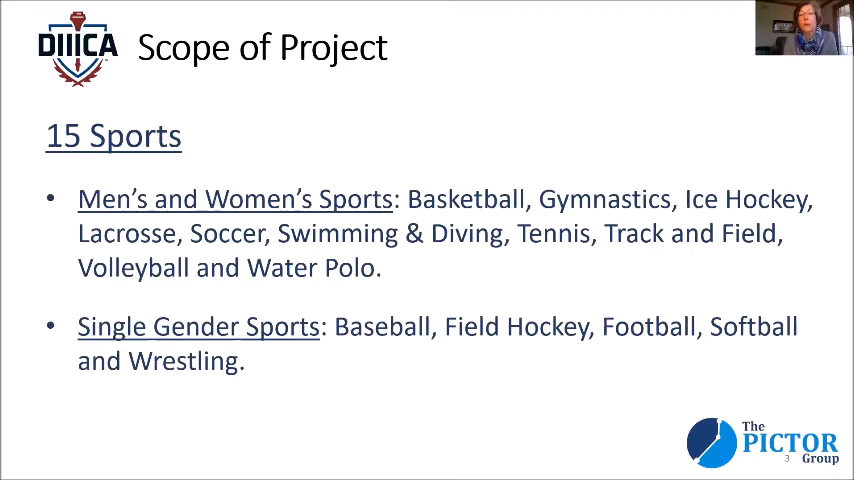 DIIICA
Scope of Project
15 Sports
• Men’s and Women’s Sports: Basketball, Gymnastics, Ice Hockey,
Lacrosse, Soccer, Swimming & Diving, Tennis, Track and Field,
Volleyball and Water Polo.
• Single Gender Sports: Baseball, Field Hockey, Football, Softball
and Wrestling.
The
PICTOR
3 Group